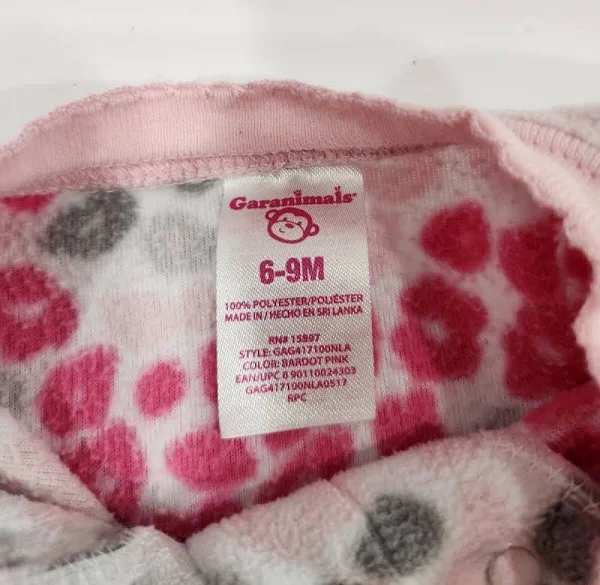 Garanimals®
6-9M
100% POLYESTER/POLIÉSTER
MADE IN / HECHO EN SRI LANKA
RN# 15897
STYLE: GAG417100NLA
COLOR: BARDOT PINK
EAN/UPC 6 90110024303
GAG417100NLA0517
RPC